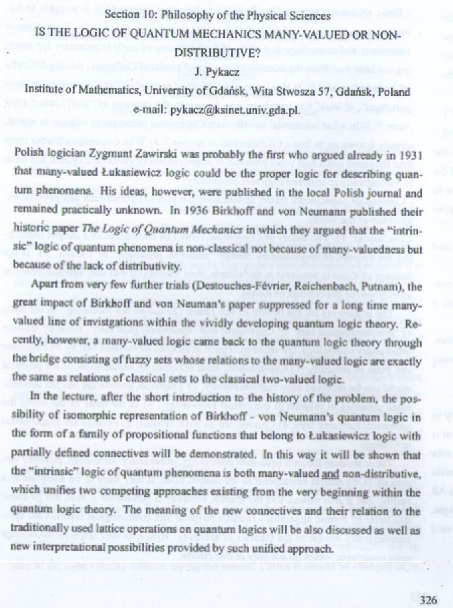 Section 10: Philosophy of the Physical Sciences
IS THE LOGIC OF QUANTUM MECHANICS MANY-VALUED OR NON-
DISTRIBUTIVE?
J. Pykacz
Institute of Mathematics, University of Gdańsk, Wita Stwosza 57, Gdańsk, Poland
e-mail: pykacz@ksinet.univ.gda.pl.
Polish logician Zygmunt Zawirski was probably the first who argued already in 1931
that many-valued Łukasiewicz logic could be the proper logic for describing quan-
tum phenomena. His ideas, however, were published in the local Polish journal and
remained practically unknown. In 1936 Birkhoff and von Neumann published their
historic paper The Logic of Quantum Mechanics in which they argued that the “intrin-
sic” logic of quantum phenomena is non-classical not because of many-valuedness but
because of the lack of distributivity.
Apart from very few further trials (Destouches-Février, Reichenbach, Putnam), the
great impact of Birkhoff and von Neuman's paper suppressed for a long time many-
valued line of invistgations within the vividly developing quantum logic theory. Re-
cently, however, a many-valued logic came back to the quantum logic theory through
the bridge consisting of fuzzy sets whose relations to the many-valued logic are exactly
the same as relations of classical sets to the classical two-valued logic.
In the lecture, after the short introduction to the history of the problem, the pos-
sibility of isomorphic representation of Birkhoff - von Neumann's quantum logic in
the form of a family of propositional functions that belong to Łukasiewicz logic with
partially defined connectives will be demonstrated. In this way it will be shown that
the “intrinsic” logic of quantum phenomena is both many-valued and non-distributive,
which unifies two competing approaches existing from the very beginning within the
quantum logic theory. The meaning of the new connectives and their relation to the
traditionally used lattice operations on quantum logics will be also discussed as well as
new interpretational possibilities provided by such unified approach.
326